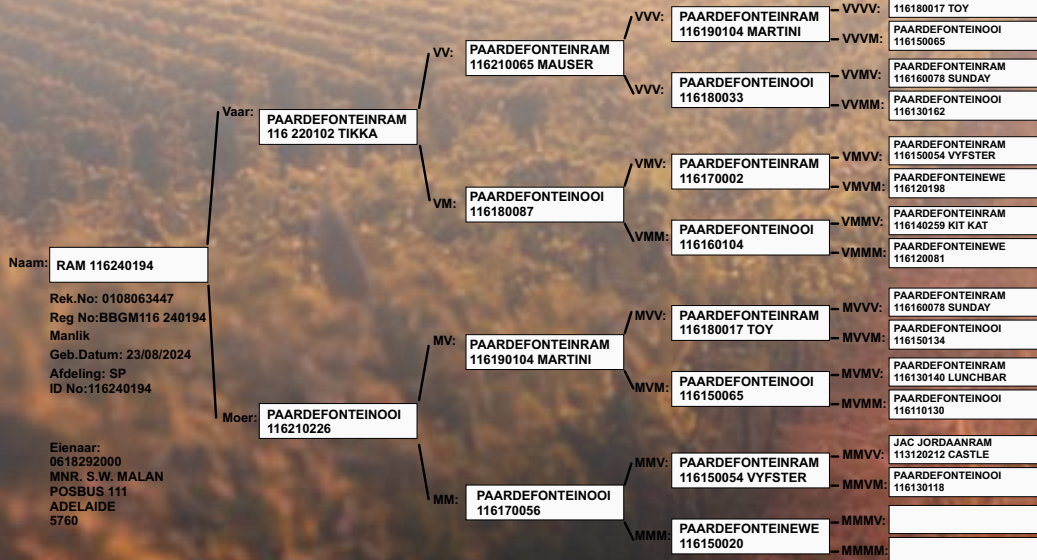 Naam:
RAM 116240194
Rek.No: 0108063447
Reg No:BBGM116 240194
Manlik
Geb.Datum: 23/08/2024
Afdeling: SP
ID No:116240194
Eienaar:
0618292000
MNR. S.W. MALAN
POSBUS 111
ADELAIDE
5760
Vaar:
PAARDEFONTEINRAM
116 220102 TIKKA
Moer:
PAARDEFONTEINOOI
116210226
VV:
PAARDEFONTEINRAM
116210065 MAUSER
VM:
PAARDEFONTEINOOI
116180087
MV:
PAARDEFONTEINRAM
116190104 MARTINI
MM:
PAARDEFONTEINOOI
116170056
VVV:
PAARDEFONTEINRAM
116190104 MARTINI
VVV:
PAARDEFONTEINOOI
116180033
VMV:
PAARDEFONTEINRAM
116170002
VMM:
PAARDEFONTEINOOI
116160104
MVV:
PAARDEFONTEINRAM
116180017 TOY
MVM:
PAARDEFONTEINOOI
116150065
MMV:
PAARDEFONTEINRAM
116150054 VYFSTER
MMM:
PAARDEFONTEINEWE
116150020
VVVV:
116180017 TOY
VVVM:
PAARDEFONTEINOOI
116150065
VVMV:
PAARDEFONTEINRAM
116160078 SUNDAY
VVMM:
PAARDEFONTEINOOI
116130162
VMVV:
PAARDEFONTEINRAM
116150054 VYFSTER
VMVM:
PAARDEFONTEINEWE
116120198
VMMV:
PAARDEFONTEINRAM
116140259 KIT KAT
VMMM:
PAARDEFONTEINEWE
116120081
MVVV:
PAARDEFONTEINRAM
116160078 SUNDAY
MVVM:
PAARDEFONTEINOOI
116150134
MVMV:
PAARDEFONTEINRAM
116130140 LUNCHBAR
MVMM:
PAARDEFONTEINOOI
116110130
MMVV:
JAC JORDAANRAM
113120212 CASTLE
MMVM:
PAARDEFONTEINOOI
116130118
MMMV:
MMMM: